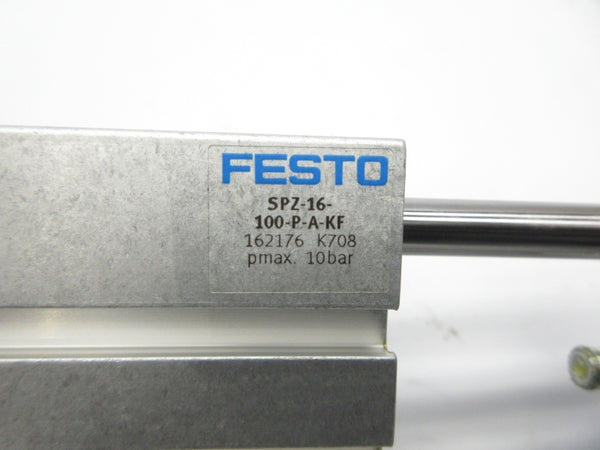 FESTO
SPZ-16-
100-P-A-KF
162176 K708
pmax. 10bar